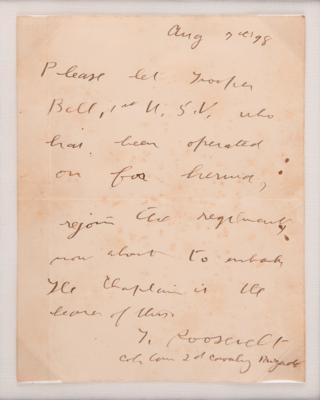 Aug 7th/98
Please let Trooper
Bell, 1st U.S.V. who
has been operated
on for hernia,
rejoin the regiment,
now about to embark.
The Chaplain is the
bearer of this.
T. Roosevelt
Col. Com 2d Cavalry Brigade